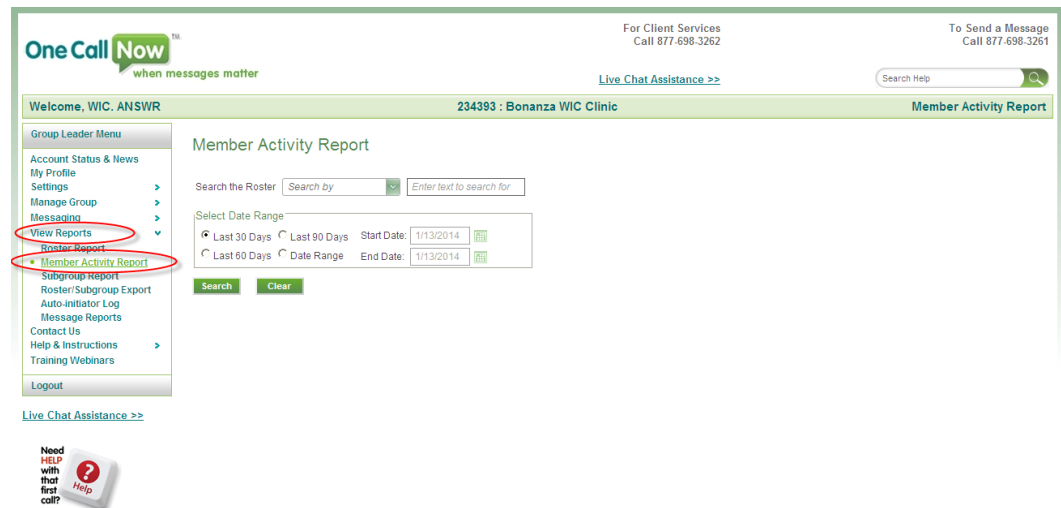 One Call Now TM
when messages matter
For Client Services
Call 877-698-3262
To Send a Message
Call 877-698-3261
Live Chat Assistance >>
Search Help
Welcome, WIC. ANSWR
234393 : Bonanza WIC Clinic
Member Activity Report
Group Leader Menu
Account Status & News
My Profile
Settings
Manage Group
Messaging
View Reports
Roster Report
Member Activity Report
Subgroup Report
Roster/Subgroup Export
Auto-initiator Log
Message Reports
Contact Us
Help & Instructions
Training Webinars
Logout
Live Chat Assistance >>
Need
HELP
with
that
first
call?
? Help
Member Activity Report
Search the Roster Search by Enter text to search for
Select Date Range
Last 30 Days Last 90 Days Start Date: 1/13/2014
Last 60 Days Date Range End Date: 1/13/2014
Search Clear